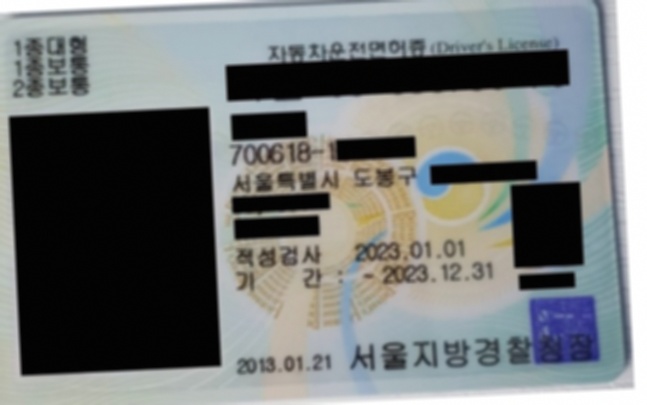 1종대형
1종보통
2종보통
자동차운전면허증 (Driver's License)
700618-1
서울특별시 도봉구
적성검사 2023.01.01
기 간 : - 2023.12.31
2013.01.21 서울지방경찰청장